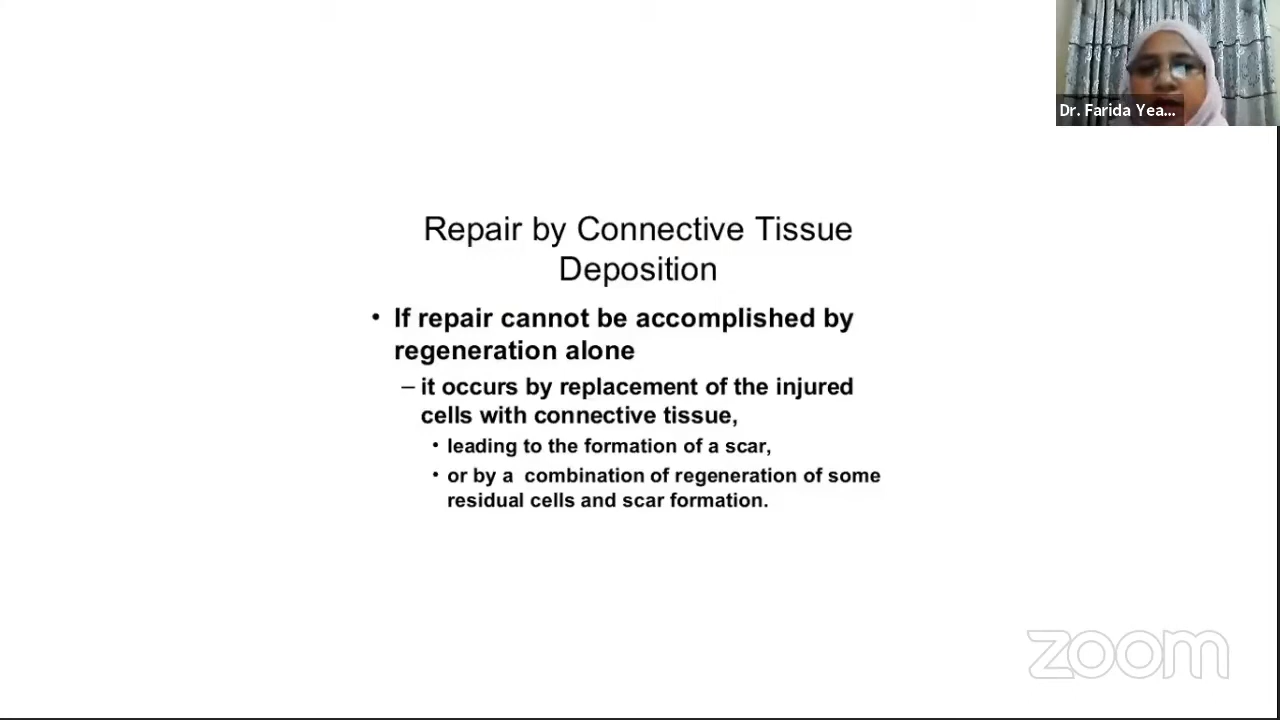 Dr. Farida Yea...
Repair by Connective Tissue
Deposition
• If repair cannot be accomplished by
regeneration alone
– it occurs by replacement of the injured
cells with connective tissue,
• leading to the formation of a scar,
• or by a combination of regeneration of some
residual cells and scar formation.
zoom